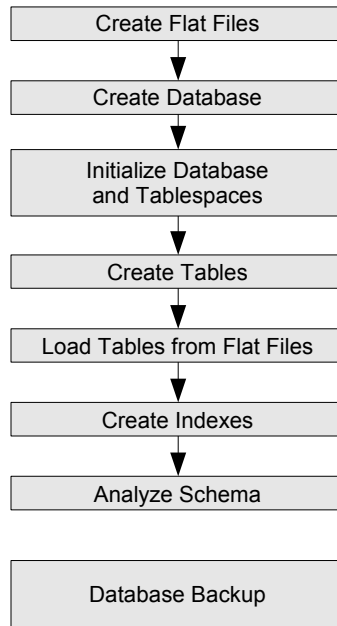 Create Flat Files
Create Database
Initialize Database
and Tablespaces
Create Tables
Load Tables from Flat Files
Create Indexes
Analyze Schema
Database Backup